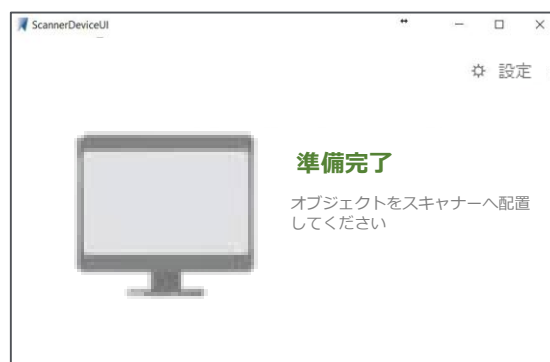 ScannerDeviceUI
設定
準備完了
オブジェクトをスキャナーへ配置
してください